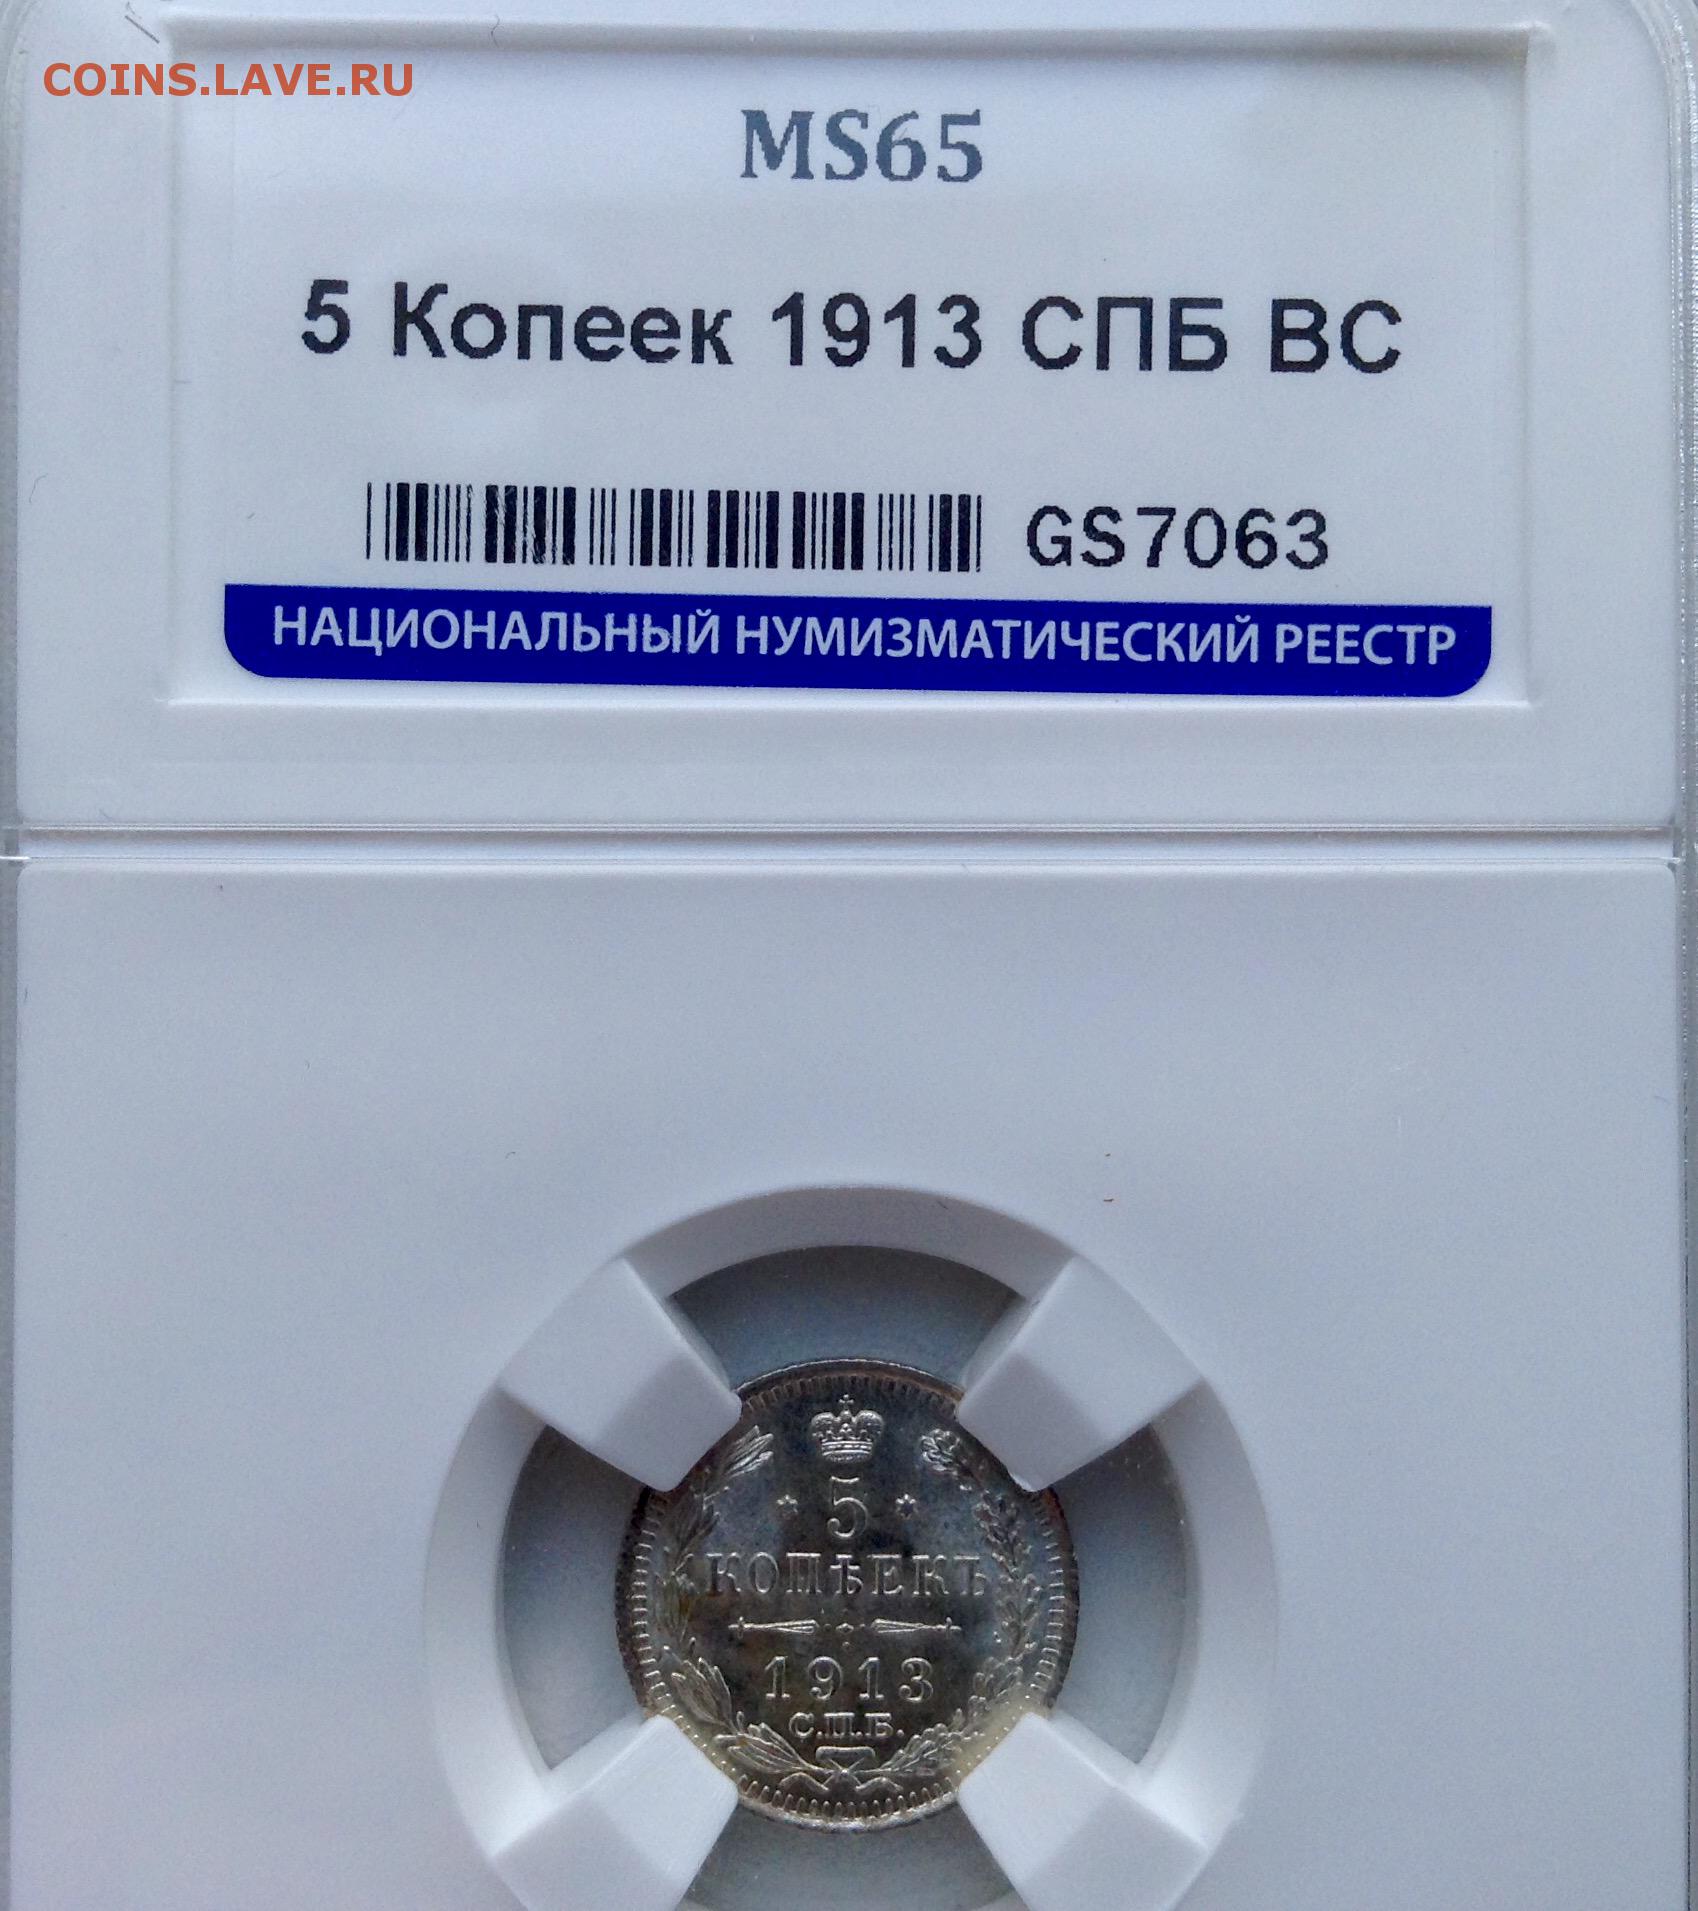 COINS.LAVE.RU
MS65
5 Копеек 1913 СПБ ВС
GS7063
НАЦИОНАЛЬНЫЙ НУМИЗМАТИЧЕСКИЙ РЕЕСТР
5
КОПѢЕКЪ
1913
С.П.Б.